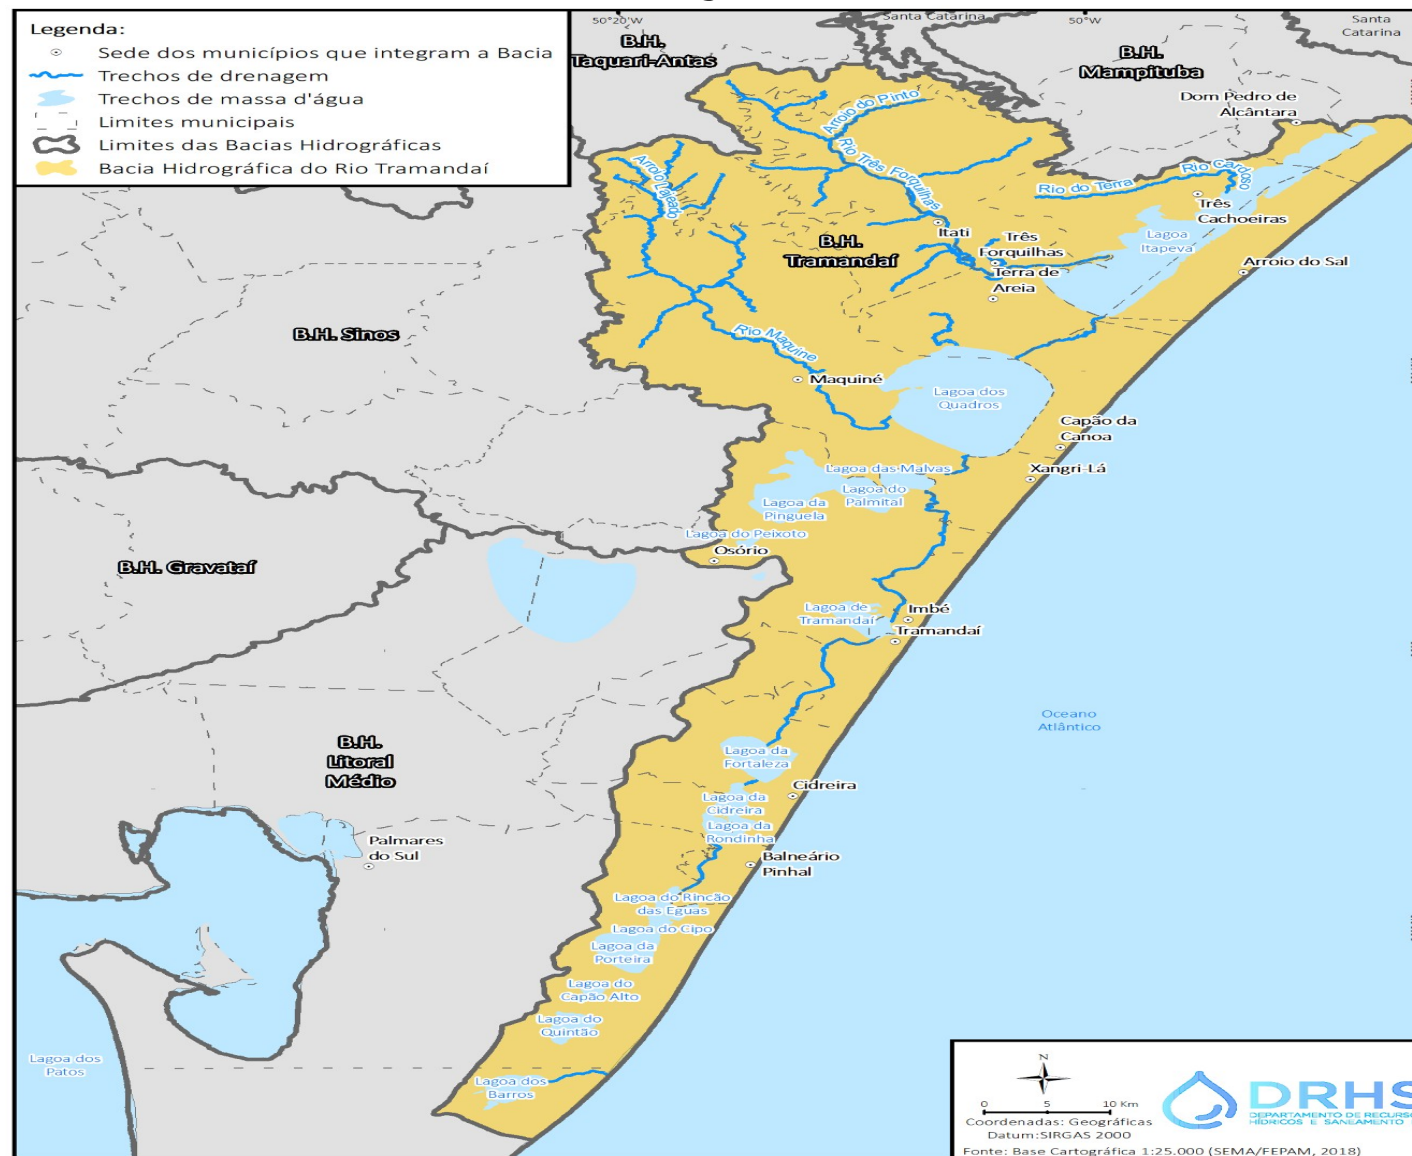 Legenda:
Sede dos municípios que integram a Bacia
Trechos de drenagem
Trechos de massa d'água
Limites municipais
Limites das Bacias Hidrográficas
Bacia Hidrográfica do Rio Tramandaí
50°20'W
Santa Catarina
50°W
Santa
Catarina
B.H.
Taquari-Antas
B.H.
Mampituba
Dom Pedro de
Alcântara
Arroio do Pinto
Rio Três Forquilhas
Arroio Lajeado
Rio do Terra
Rio Cardoso
Três
Cachoeiras
Itati
Três
Forquilhas
Lagoa
Itapeva
B.H.
Tramandaí
Terra de
Areia
Arroio do Sal
B.H. Sinos
Rio Maquine
Maquiné
Lagoa dos
Quadros
Capão da
Canoa
Xangri-Lá
Lagoa das Malvas
Lagoa do
Palmital
Lagoa da
Pinguela
Lagoa do Peixoto
Osório
B.H. Gravataí
Lagoa de
Tramandaí
Imbé
Tramandaí
Oceano
Atlântico
B.H.
Litoral
Médio
Lagoa da
Fortaleza
Cidreira
Lagoa da
Cidreira
Lagoa da
Rondinha
Palmares
do Sul
Balneário
Pinhal
Lagoa do Rincão
das Eguas
Lagoa do Cipo
Lagoa da
Porteira
Lagoa do
Capão Alto
Lagoa do
Quintão
Lagoa dos
Patos
Lagoa dos
Barros
N
0 5 10 Km
Coordenadas: Geográficas
Datum:SIRGAS 2000
Fonte: Base Cartográfica 1:25.000 (SEMA/FEPAM, 2018)
DRHS
DEPARTAMENTO DE RECURSO
HÍDRICOS E SANEAMENTO